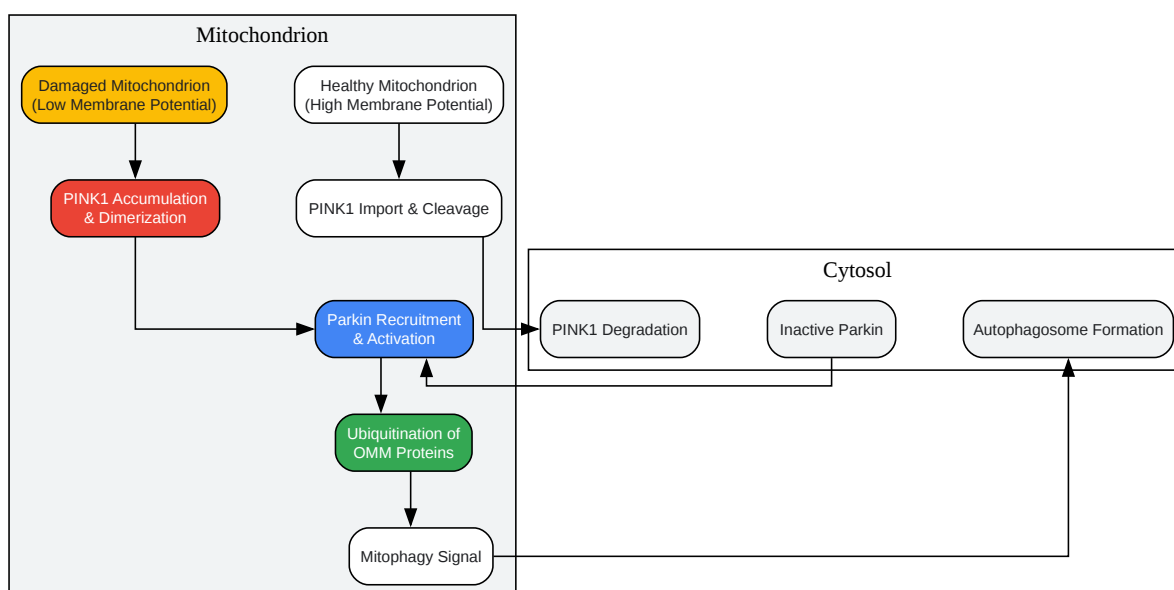 Mitochondrion
Damaged Mitochondrion
(Low Membrane Potential)
Healthy Mitochondrion
(High Membrane Potential)
PINK1 Accumulation
& Dimerization
PINK1 Import & Cleavage
Cytosol
Parkin Recruitment
& Activation
PINK1 Degradation
Inactive Parkin
Autophagosome Formation
Ubiquitination of
OMM Proteins
Mitophagy Signal